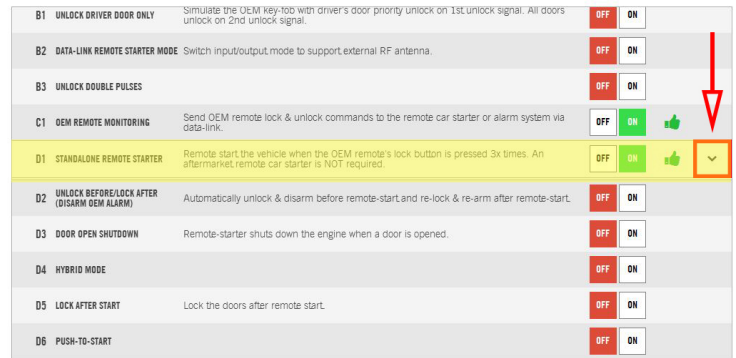 B1 UNLOCK DRIVER DOOR ONLY Simulate the OEM key-fob with driver's door priority unlock on 1st unlock signal. All doors OFF ON
unlock on 2nd unlock signal.
B2 DATA-LINK REMOTE STARTER MODE Switch input/output mode to support external RF antenna. OFF ON
B3 UNLOCK DOUBLE PULSES OFF ON
C1 OEM REMOTE MONITORING Send OEM remote lock & unlock commands to the remote car starter or alarm system via OFF ON
data-link.
D1 STANDALONE REMOTE STARTER Remote start the vehicle when the OEM remote's lock button is pressed 3x times. An OFF ON
aftermarket remote car starter is NOT required.
D2 UNLOCK BEFORE/LOCK AFTER Automatically unlock & disarm before remote-start and re-lock & re-arm after remote-start. OFF ON
(DISARM OEM ALARM)
D3 DOOR OPEN SHUTDOWN Remote-starter shuts down the engine when a door is opened. OFF ON
D4 HYBRID MODE OFF ON
D5 LOCK AFTER START Lock the doors after remote start. OFF ON
D6 PUSH-TO-START OFF ON